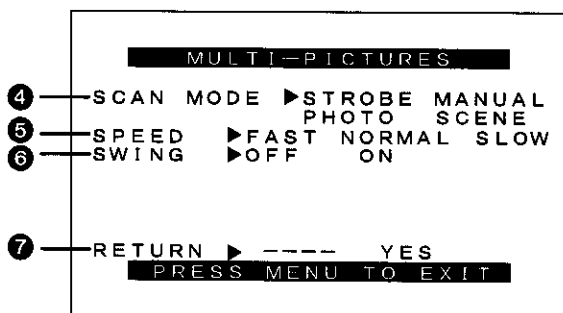 MULTI-PICTURES
4 SCAN MODE ▶STROBE MANUAL
PHOTO SCENE
5 SPEED ▶FAST NORMAL SLOW
6 SWING ▶OFF ON
7 RETURN ▶ ---- YES
PRESS MENU TO EXIT